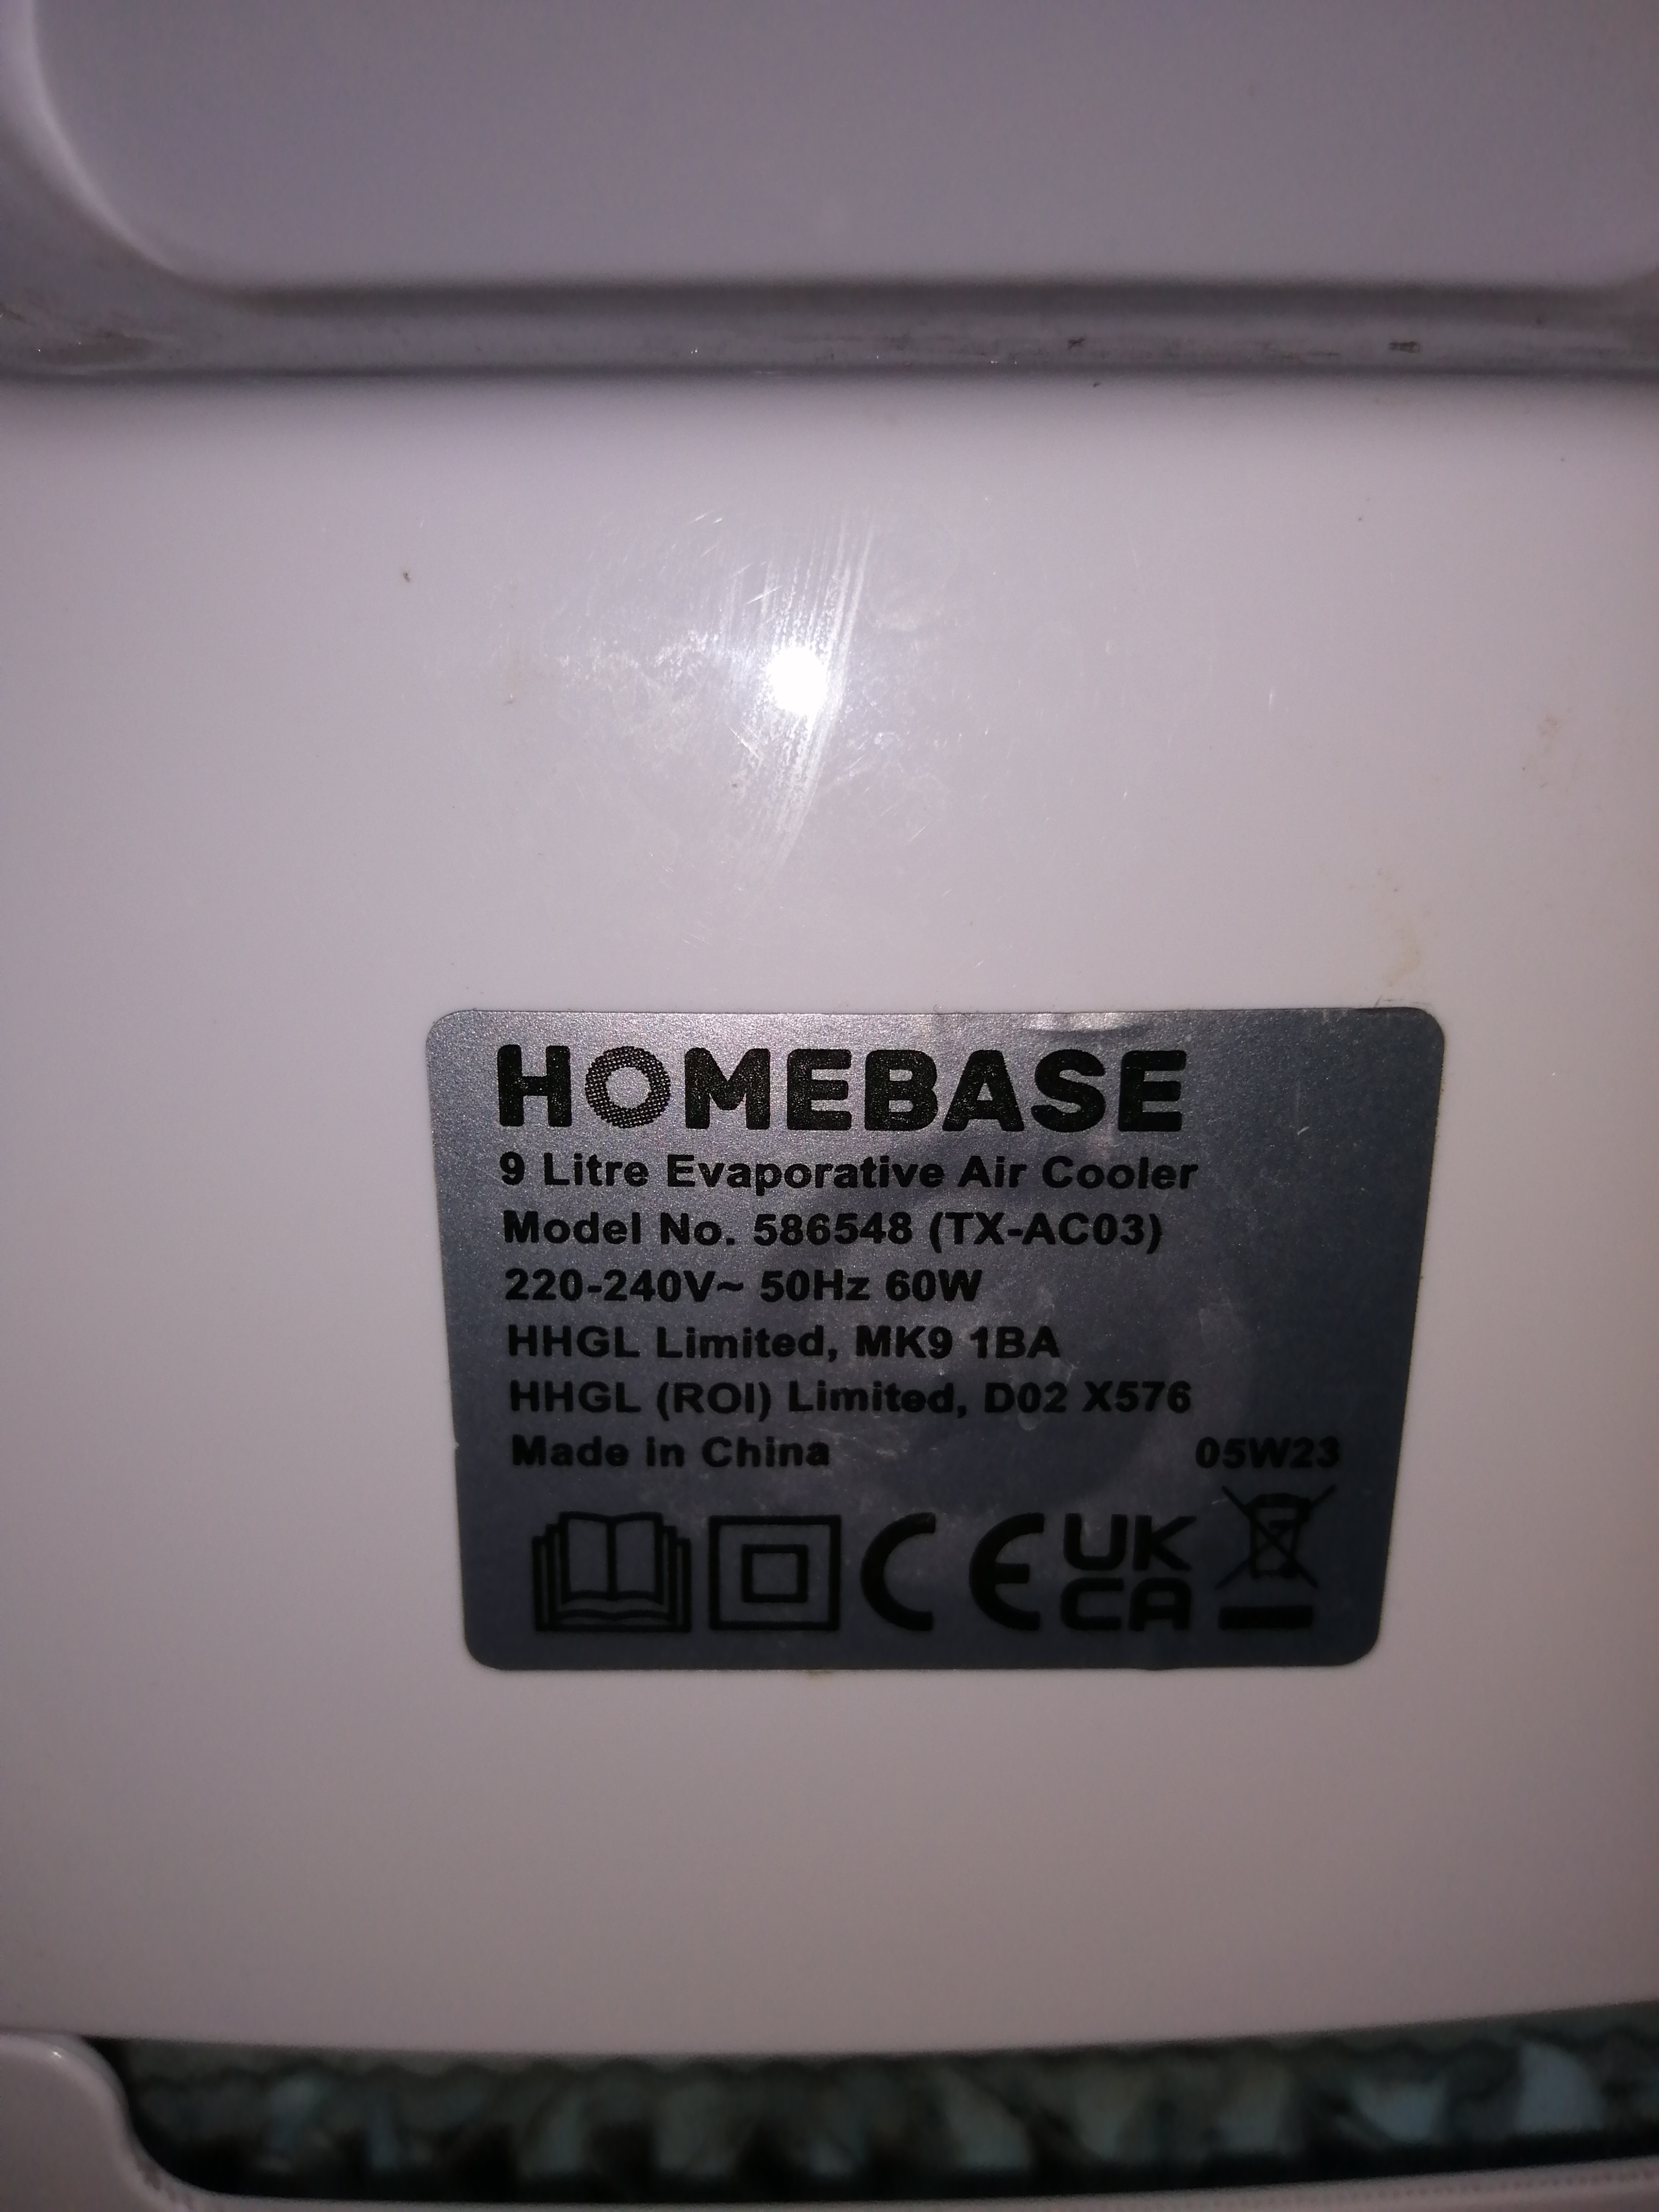 HOMEBASE
9 Litre Evaporative Air Cooler
Model No. 586548 (TX-AC03)
220-240V~ 50Hz 60W
HHGL Limited, MK9 1BA
HHGL (ROI) Limited, D02 X576
Made in China 05W23
CE UK
CA